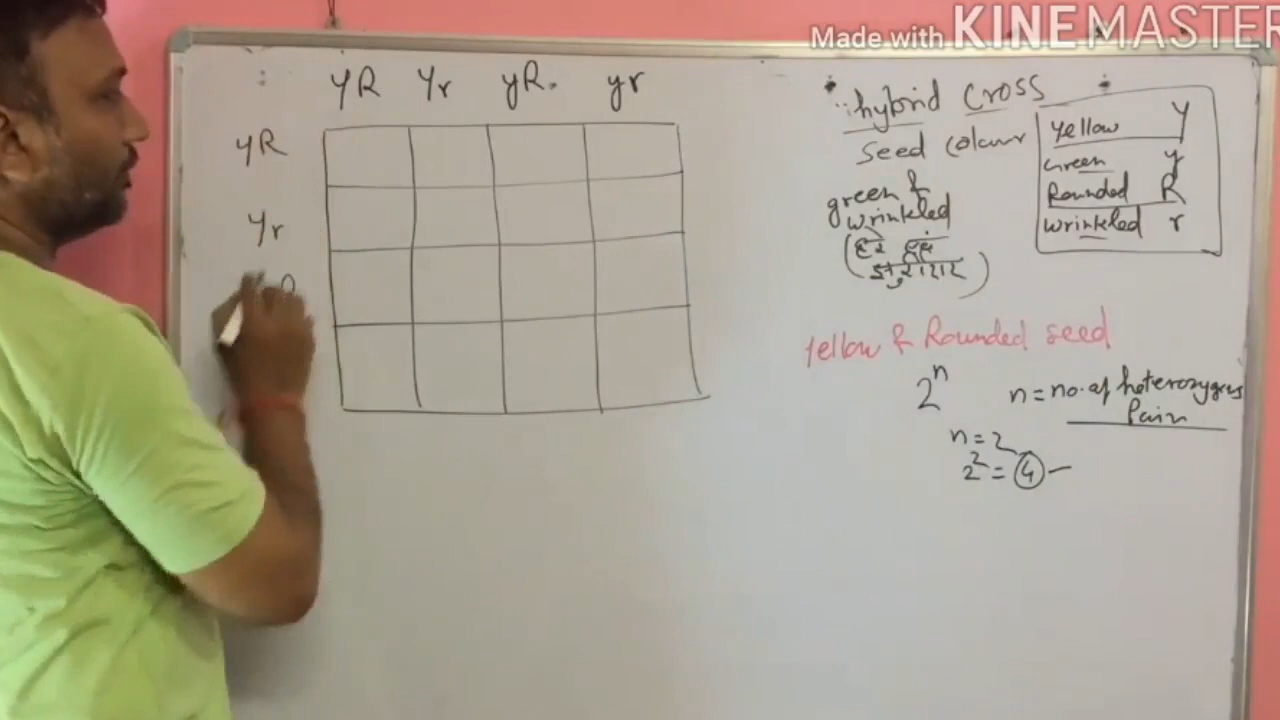 Made with KINEMASTER
YR Yr yR. yr
YR
Yr
R
hybrid Cross
Seed Colour
green &
wrinkled
Yellow Y
Green y
Rounded R
wrinkled r
Yellow & Rounded seed
2ⁿ n = no. of heterozygous
Pair
n = 2
2² = 4 –